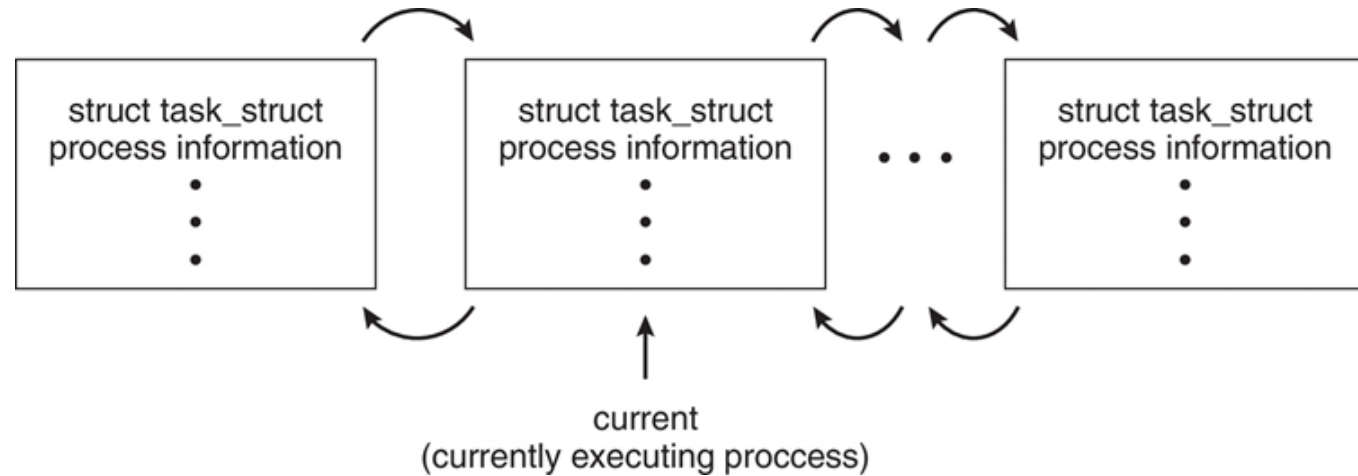 struct task_struct
process information
struct task_struct
process information
struct task_struct
process information
current
(currently executing proccess)